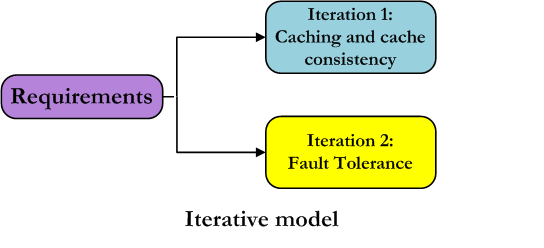 Requirements
Iteration 1:
Caching and cache
consistency
Iteration 2:
Fault Tolerance
Iterative model